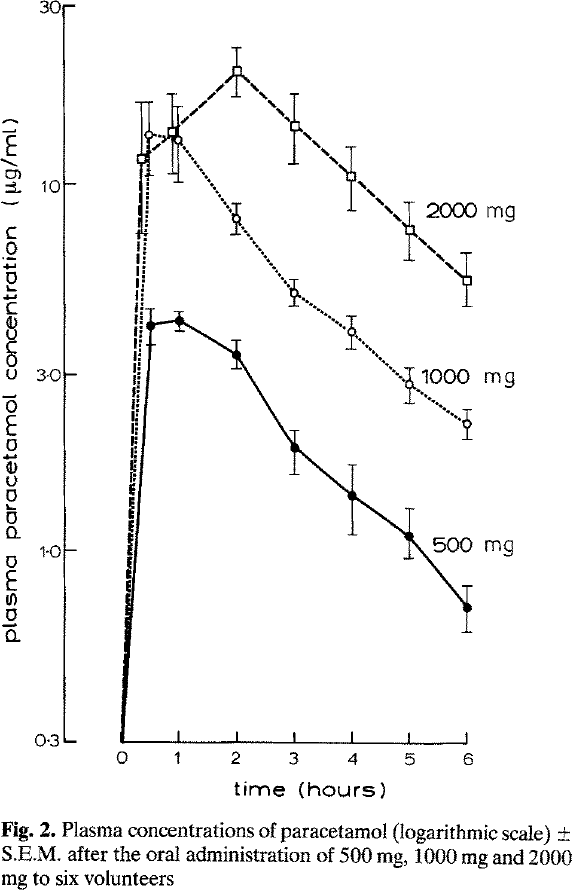 30
10
3·0
1·0
0·3
plasma paracetamol concentration (μg/ml)
2000 mg
1000 mg
500 mg
0 1 2 3 4 5 6
time (hours)
Fig. 2. Plasma concentrations of paracetamol (logarithmic scale) ±
S.E.M. after the oral administration of 500 mg, 1000 mg and 2000
mg to six volunteers